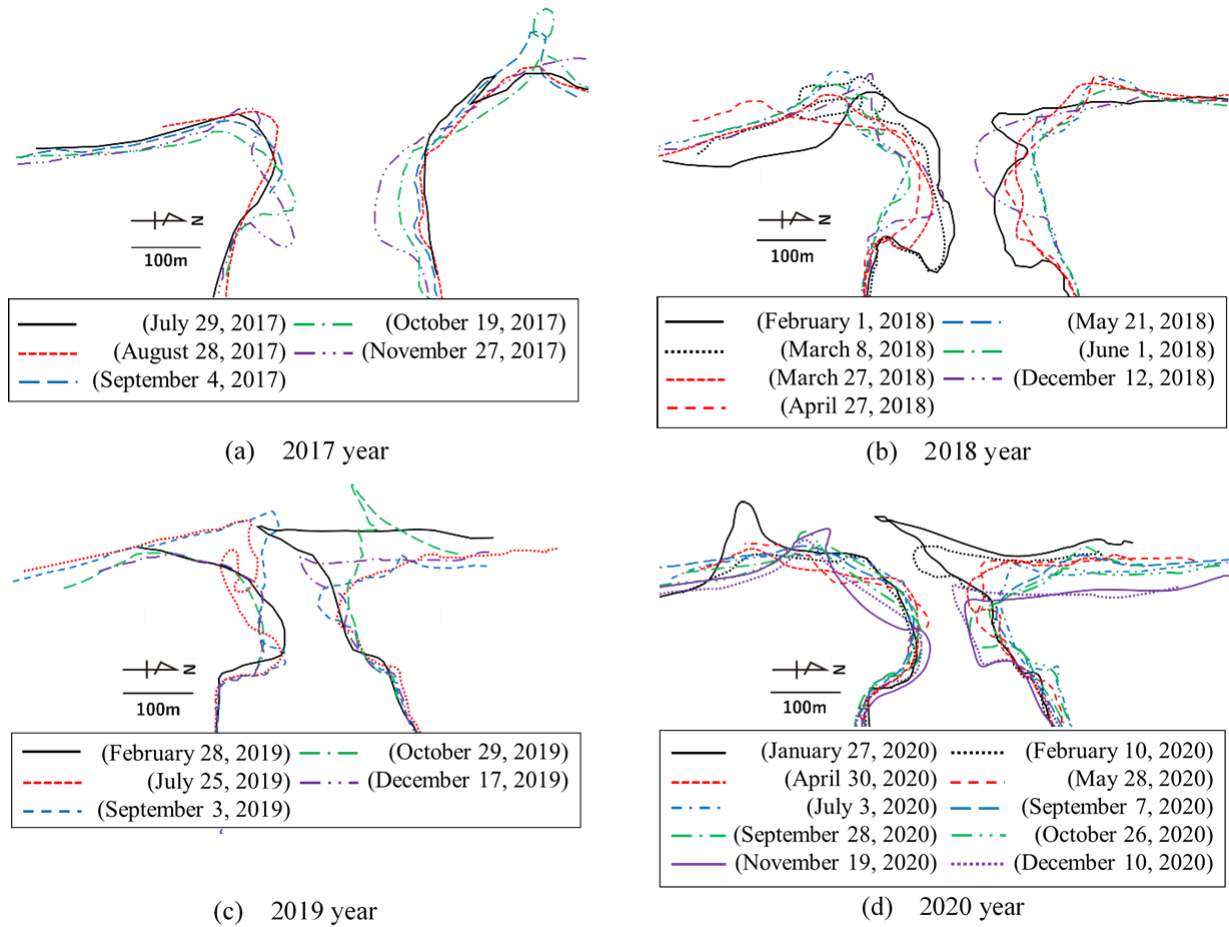 N
100m
(July 29, 2017)
(October 19, 2017)
(August 28, 2017)
(November 27, 2017)
(September 4, 2017)
(a) 2017 year
N
100m
(February 1, 2018)
(May 21, 2018)
(March 8, 2018)
(June 1, 2018)
(March 27, 2018)
(December 12, 2018)
(April 27, 2018)
(b) 2018 year
N
100m
(February 28, 2019)
(October 29, 2019)
(July 25, 2019)
(December 17, 2019)
(September 3, 2019)
(c) 2019 year
N
100m
(January 27, 2020)
(February 10, 2020)
(April 30, 2020)
(May 28, 2020)
(July 3, 2020)
(September 7, 2020)
(September 28, 2020)
(October 26, 2020)
(November 19, 2020)
(December 10, 2020)
(d) 2020 year